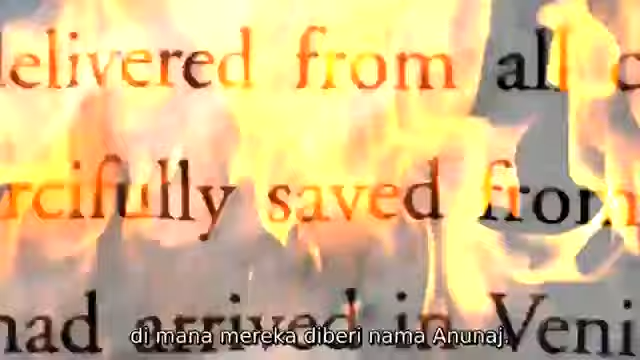 delivered from all
rcifully saved from
had arrived in Veni
di mana mereka diberi nama Anunaj.